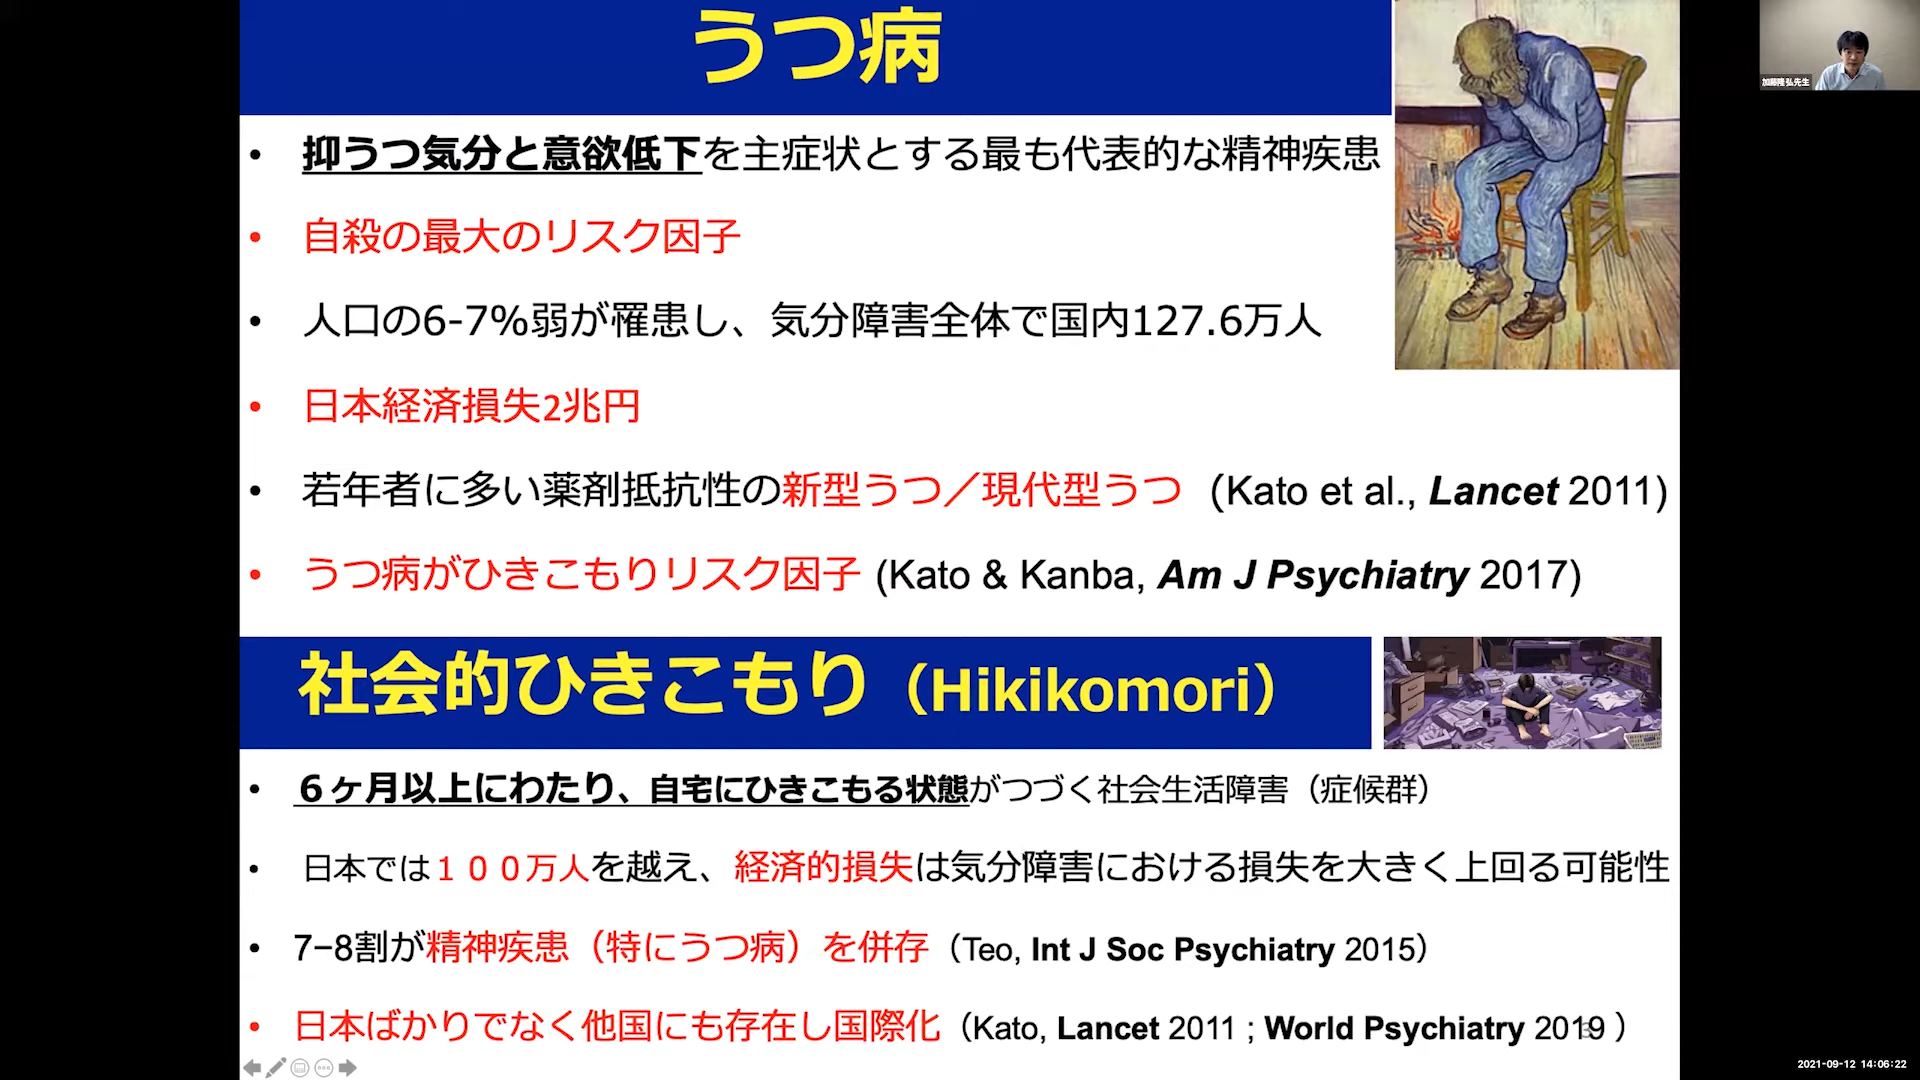 うつ病
加藤隆弘先生
• 抑うつ気分と意欲低下を主症状とする最も代表的な精神疾患
• 自殺の最大のリスク因子
• 人口の6-7%弱が罹患し、気分障害全体で国内127.6万人
• 日本経済損失2兆円
• 若年者に多い薬剤抵抗性の新型うつ／現代型うつ (Kato et al., Lancet 2011)
• うつ病がひきこもりリスク因子 (Kato & Kanba, Am J Psychiatry 2017)
社会的ひきこもり（Hikikomori）
• ６ヶ月以上にわたり、自宅にひきこもる状態がつづく社会生活障害（症候群）
• 日本では１００万人を越え、経済的損失は気分障害における損失を大きく上回る可能性
• 7−8割が精神疾患（特にうつ病）を併存（Teo, Int J Soc Psychiatry 2015）
• 日本ばかりでなく他国にも存在し国際化（Kato, Lancet 2011 ; World Psychiatry 2019 ）
3
2021-09-12 14:06:22